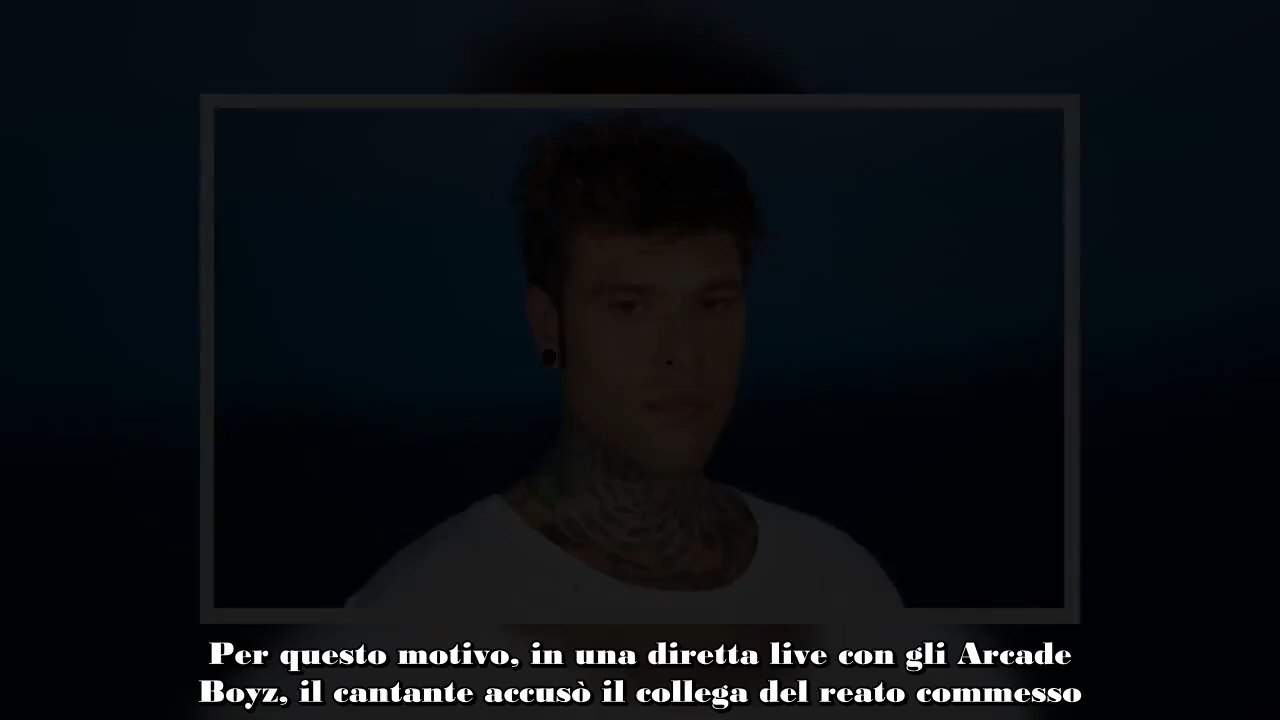 Per questo motivo, in una diretta live con gli Arcade
Boyz, il cantante accusò il collega del reato commesso